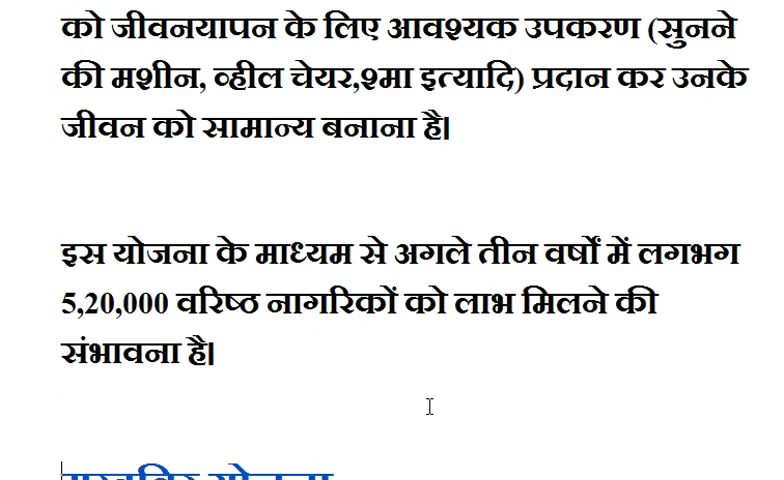 को जीवनयापन के लिए आवश्यक उपकरण (सुनने
की मशीन, व्हील चेयर,श्मा इत्यादि) प्रदान कर उनके
जीवन को सामान्य बनाना है।
इस योजना के माध्यम से अगले तीन वर्षों में लगभग
5,20,000 वरिष्ठ नागरिकों को लाभ मिलने की
संभावना है।
योजना